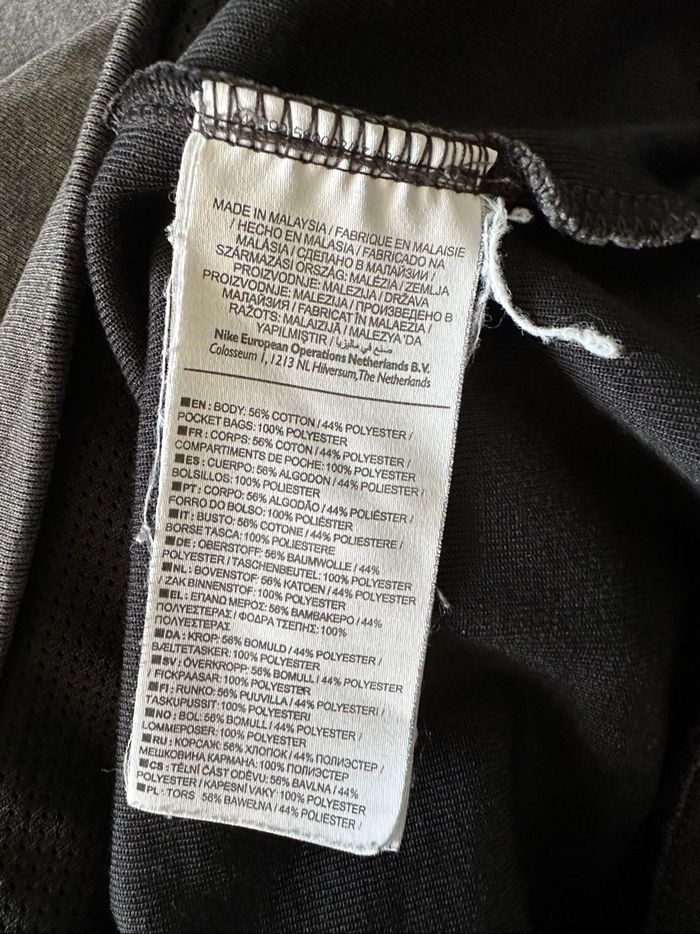 MADE IN MALAYSIA / FABRIQUE EN MALAISIE
/ HECHO EN MALASIA / FABRICADO NA
MALÁSIA / СДЕЛАНО В МАЛАЙЗИИ /
SZÁRMAZÁSI ORSZÁG: MALÉZIA / ZEMLJA
PROIZVODNJE: MALEZIJA / DRŽAVA
PROIZVODNJE: MALEZIJA / ПРОИЗВЕДЕНО В
МАЛАЙЗИЯ / FABRICAT ÎN MALAEZIA /
RAŽOTS: MALAIZIJĀ / MALEZYA'DA
YAPILMIŞTIR / صنع في ماليزيا
Nike European Operations Netherlands B.V.
Colosseum 1, 1213 NL Hilversum, The Netherlands
■ EN : BODY: 56% COTTON / 44% POLYESTER /
POCKET BAGS: 100% POLYESTER
■ FR : CORPS: 56% COTON / 44% POLYESTER /
COMPARTIMENTS DE POCHE: 100% POLYESTER
■ ES : CUERPO: 56% ALGODON / 44% POLIESTER /
BOLSILLOS: 100% POLIESTER
■ PT : CORPO: 56% ALGODÃO / 44% POLIÉSTER /
FORRO DO BOLSO: 100% POLIÉSTER
■ IT : BUSTO: 56% COTONE / 44% POLIESTERE /
BORSE TASCA: 100% POLIESTERE
■ DE : OBERSTOFF: 56% BAUMWOLLE / 44%
POLYESTER / TASCHENBEUTEL: 100% POLYESTER
■ NL : BOVENSTOF: 56% KATOEN / 44% POLYESTER
/ ZAK BINNENSTOF: 100% POLYESTER
■ EL : ΕΠΑΝΩ ΜΕΡΟΣ: 56% ΒΑΜΒΑΚΕΡΟ / 44%
ΠΟΛΥΕΣΤΕΡΑΣ / ΦΟΔΡΑ ΤΣΕΠΗΣ: 100%
ΠΟΛΥΕΣΤΕΡΑΣ
■ DA : KROP: 56% BOMULD / 44% POLYESTER /
BÆLTETASKER: 100% POLYESTER
■ SV : ÖVERKROPP: 56% BOMULL / 44% POLYESTER /
FICKPAASAR: 100% POLYESTER
■ FI : RUNKO: 56% PUUVILLA / 44% POLYESTERI /
TASKUPUSSIT: 100% POLYESTERI
■ NO : BOL: 56% BOMULL / 44% POLYESTER /
LOMMEPOSER: 100% POLYESTER
■ RU : КОРСАЖ: 56% ХЛОПОК / 44% ПОЛИЭСТЕР /
МЕШКОВИНА КАРМАНА: 100% ПОЛИЭСТЕР
■ CS : TĚLNÍ ČÁST ODĚVU: 56% BAVLNA / 44%
POLYESTER / KAPESNÍ VAKY: 100% POLYESTER
■ PL : TORS 56% BAWEŁNA / 44% POLIESTER /